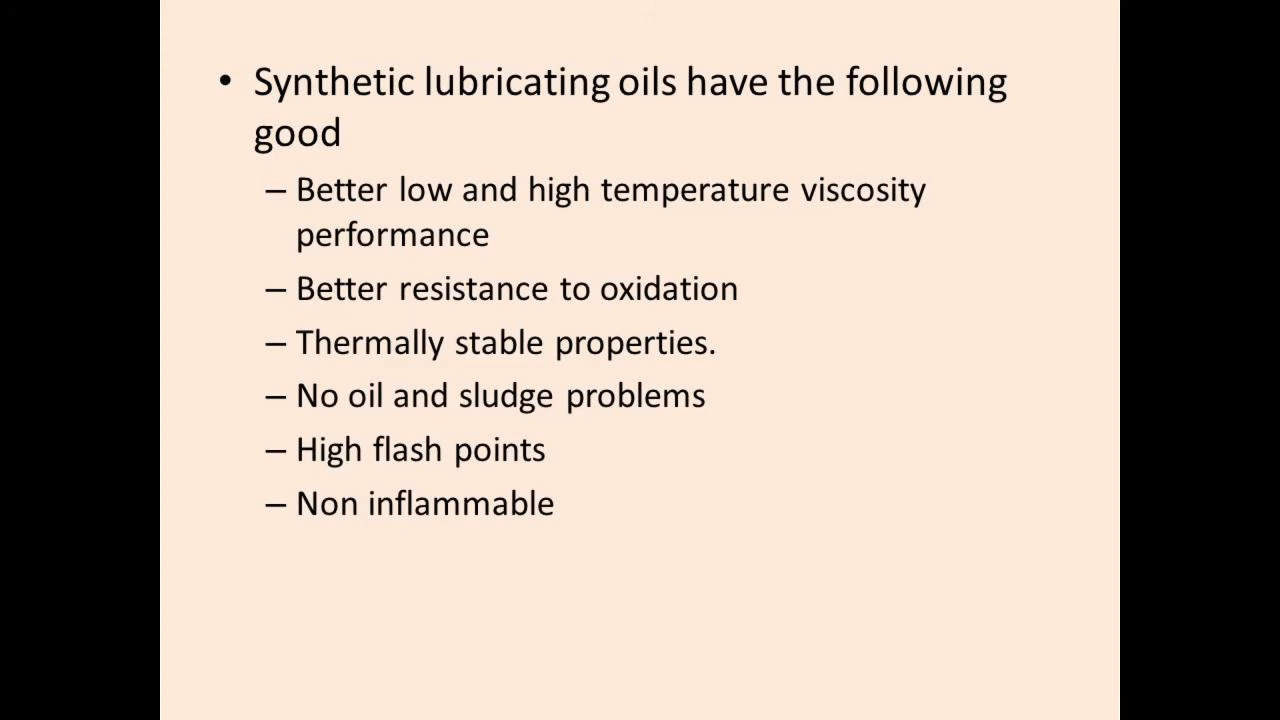 • Synthetic lubricating oils have the following
good
– Better low and high temperature viscosity
performance
– Better resistance to oxidation
– Thermally stable properties.
– No oil and sludge problems
– High flash points
– Non inflammable